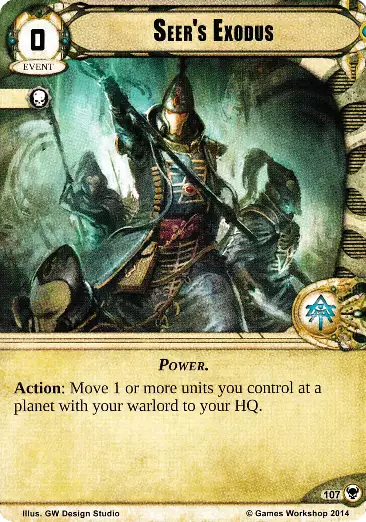 0
SEER'S EXODUS
EVENT
POWER.
Action: Move 1 or more units you control at a
planet with your warlord to your HQ.
107
Illus. GW Design Studio
© Games Workshop 2014